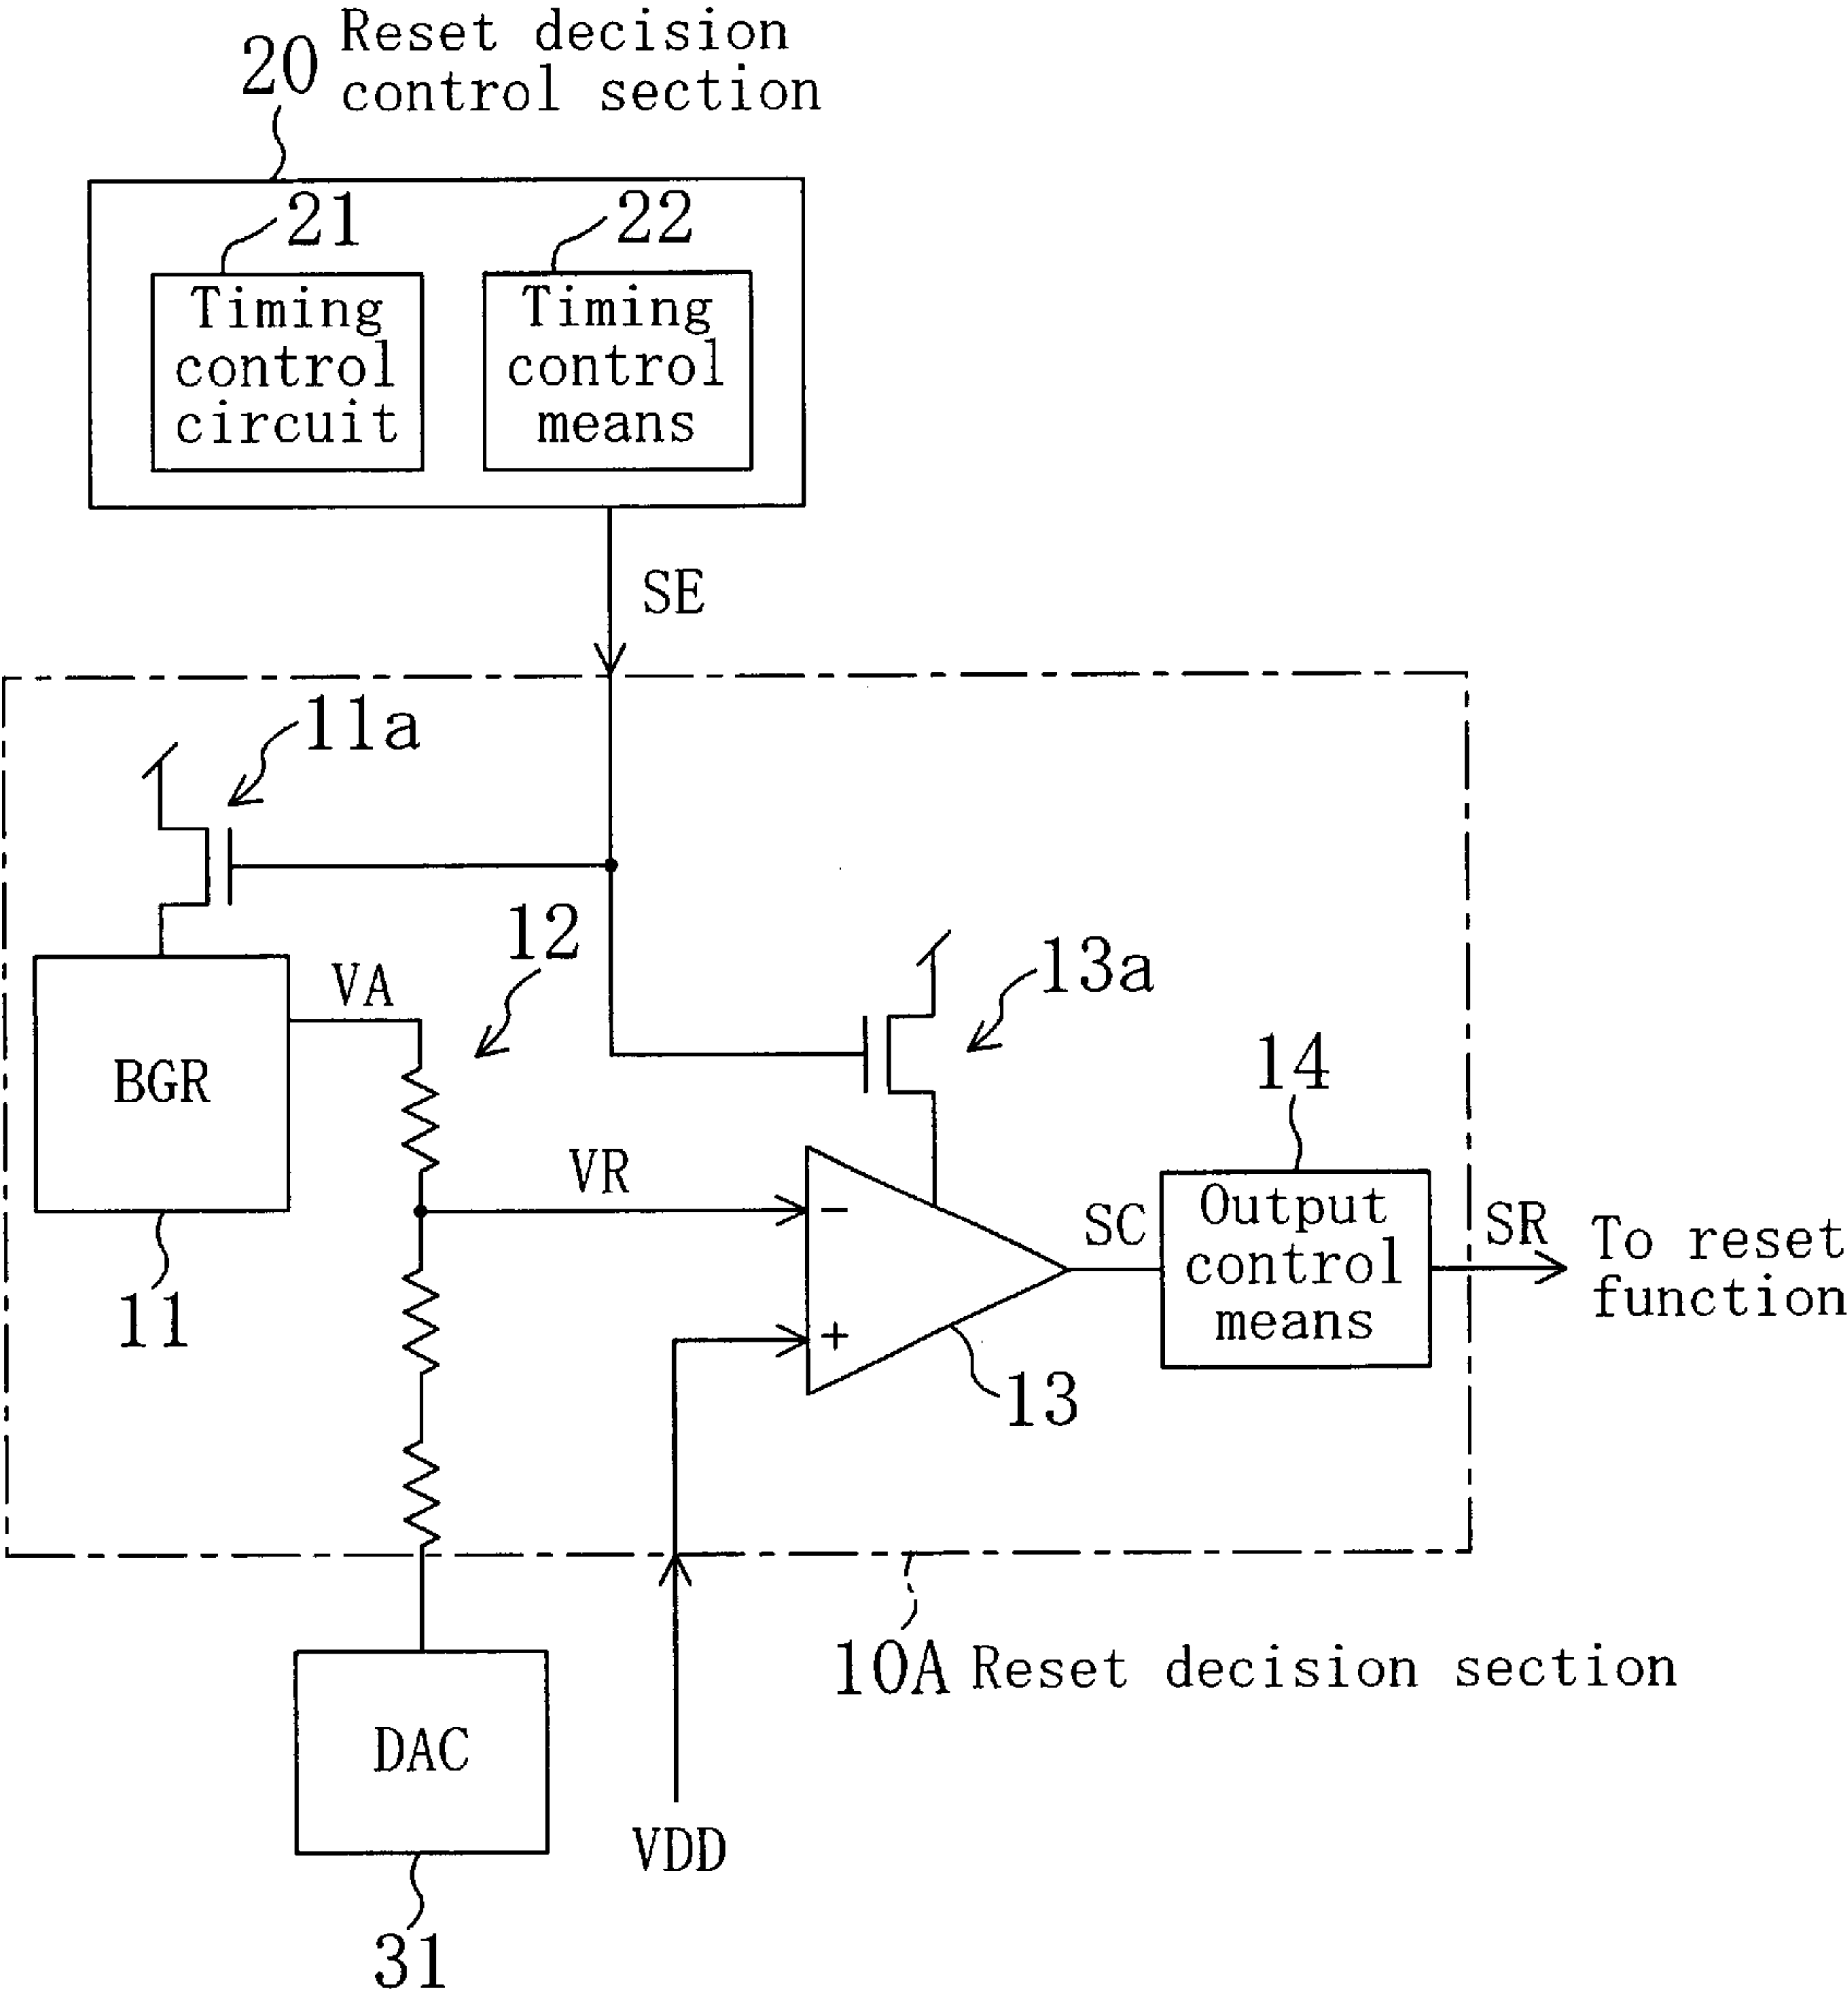 20 Reset decision
control section
21
22
Timing
control
circuit
Timing
control
means
SE
11a
12
13a
VA
BGR
14
VR
−
+
SC
Output
control
means
SR
To reset
function
11
13
10A Reset decision section
DAC
VDD
31